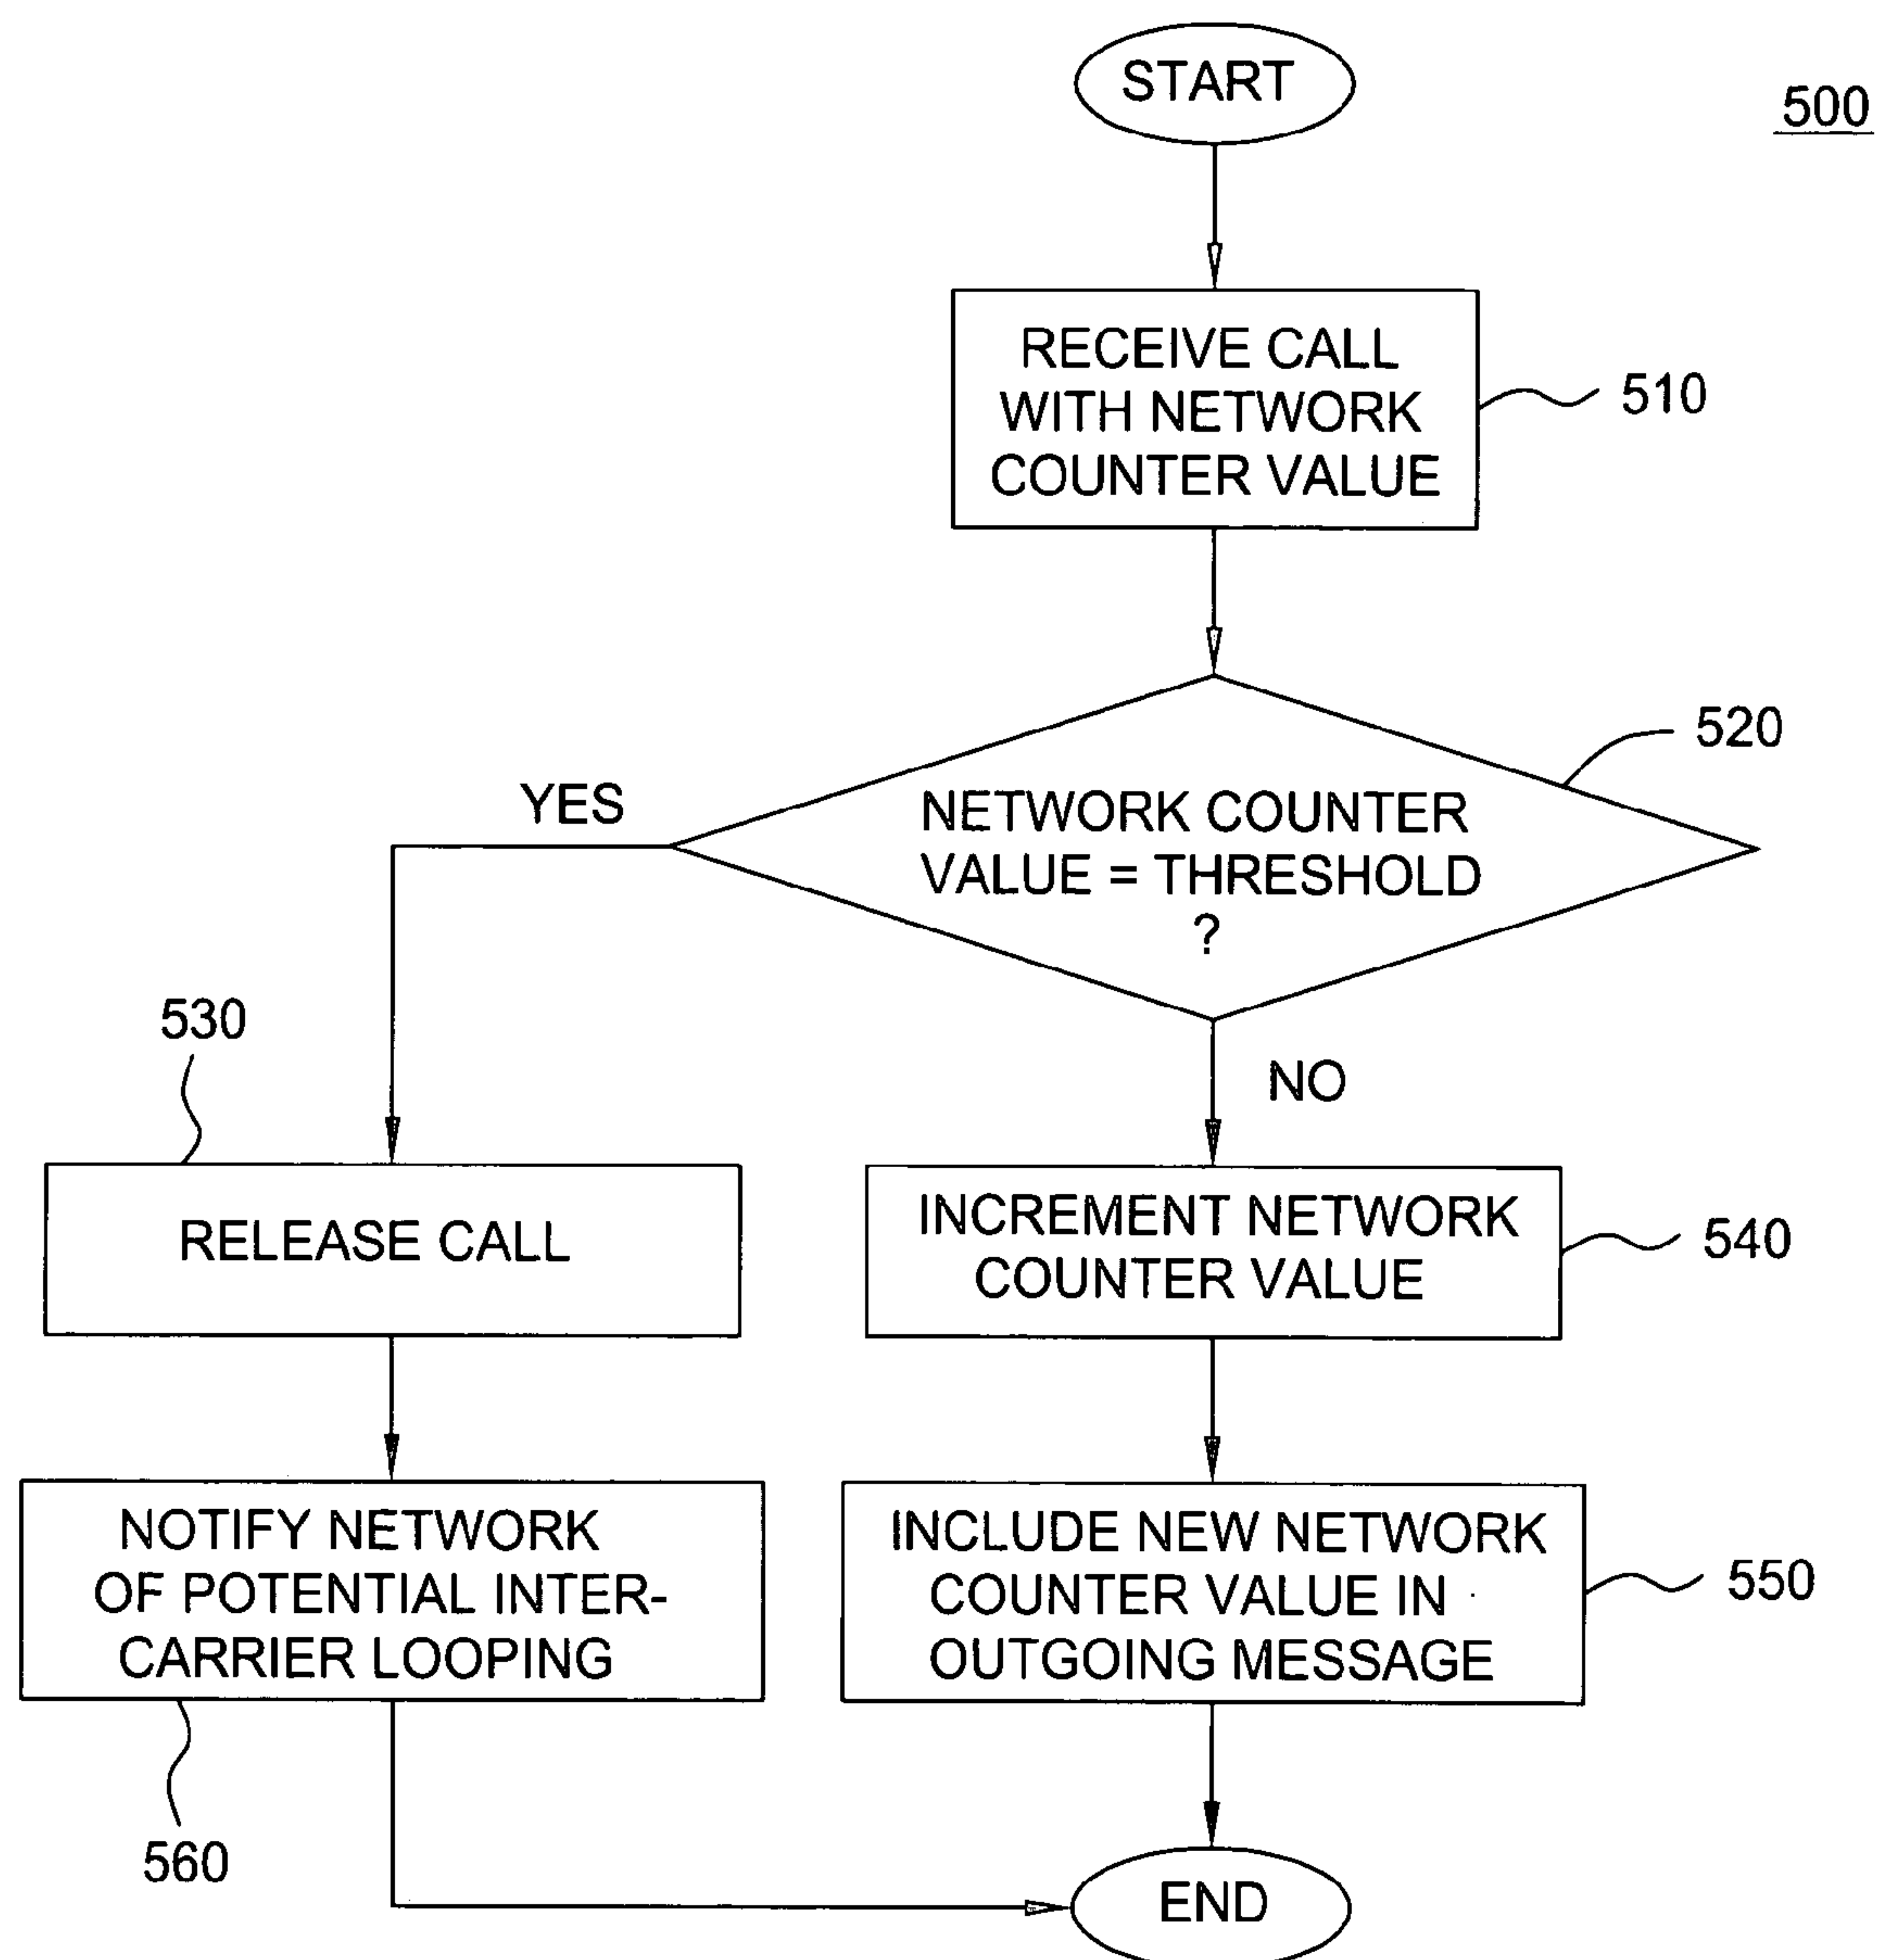 START
500
RECEIVE CALL
WITH NETWORK
COUNTER VALUE
510
520
NETWORK COUNTER
VALUE = THRESHOLD
?
YES
NO
530
RELEASE CALL
INCREMENT NETWORK
COUNTER VALUE
540
NOTIFY NETWORK
OF POTENTIAL INTER-
CARRIER LOOPING
560
INCLUDE NEW NETWORK
COUNTER VALUE IN
OUTGOING MESSAGE
550
END